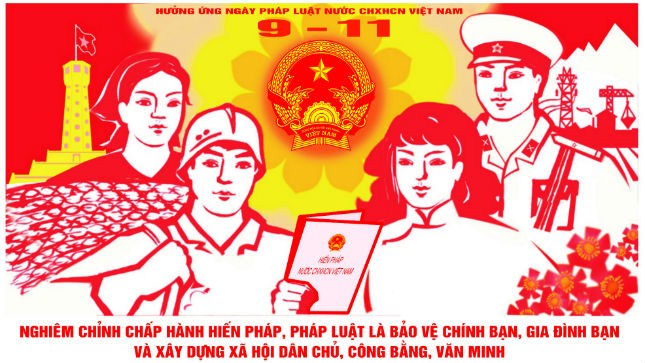 HƯỞNG ỨNG NGÀY PHÁP LUẬT NƯỚC CHXHCN VIỆT NAM
9 - 11
VIỆT NAM
HIẾN PHÁP
NƯỚC CHXHCN VIỆT NAM
NGHIÊM CHỈNH CHẤP HÀNH HIẾN PHÁP, PHÁP LUẬT LÀ BẢO VỆ CHÍNH BẠN, GIA ĐÌNH BẠN
VÀ XÂY DỰNG XÃ HỘI DÂN CHỦ, CÔNG BẰNG, VĂN MINH